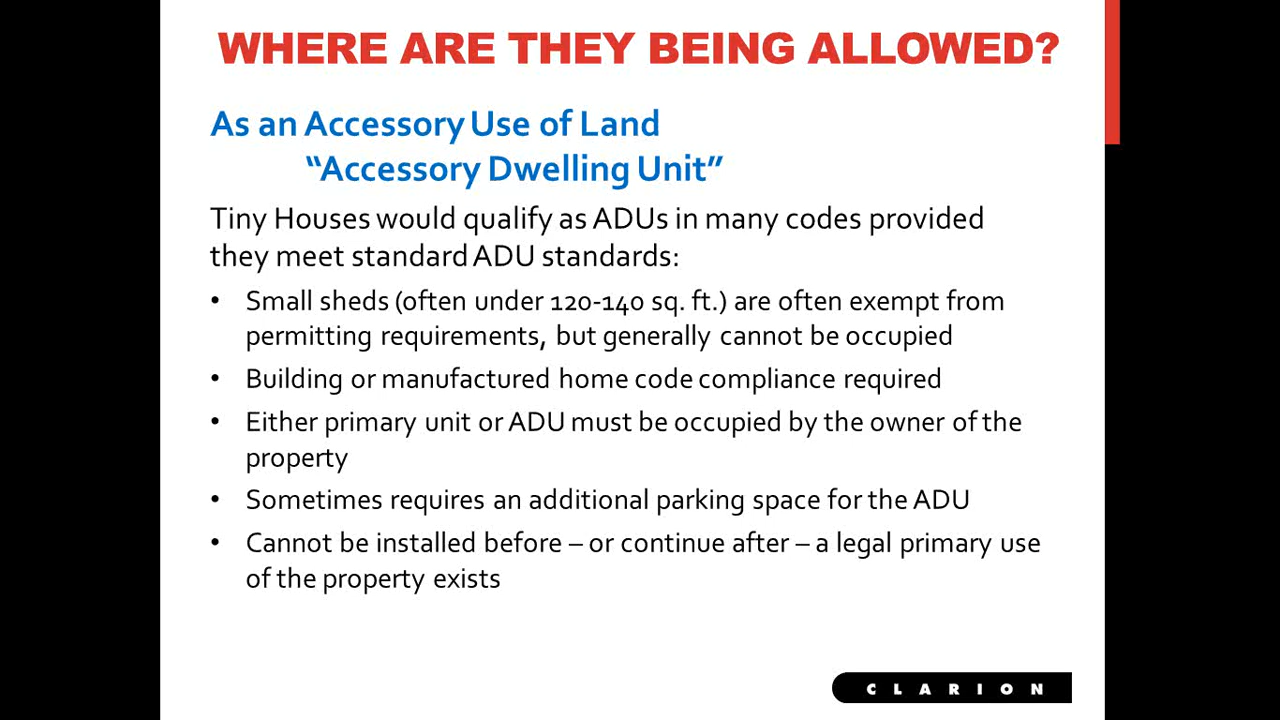 WHERE ARE THEY BEING ALLOWED?
As an Accessory Use of Land
“Accessory Dwelling Unit”
Tiny Houses would qualify as ADUs in many codes provided
they meet standard ADU standards:
• Small sheds (often under 120-140 sq. ft.) are often exempt from
permitting requirements, but generally cannot be occupied
• Building or manufactured home code compliance required
• Either primary unit or ADU must be occupied by the owner of the
property
• Sometimes requires an additional parking space for the ADU
• Cannot be installed before – or continue after – a legal primary use
of the property exists
CLARION